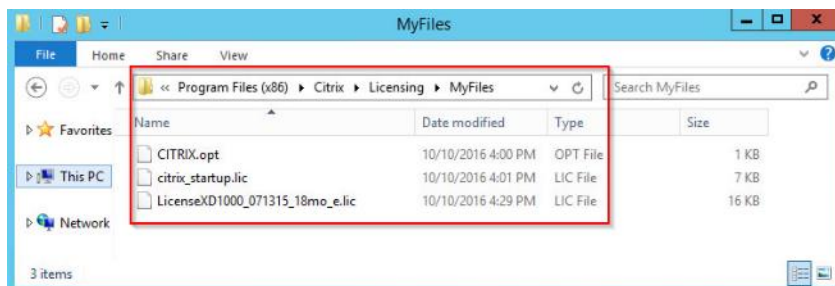 MyFiles
File Home Share View
« Program Files (x86) Citrix Licensing MyFiles Search MyFiles
Favorites
This PC
Network
Name Date modified Type Size
CITRIX.opt 10/10/2016 4:00 PM OPT File 1 KB
citrix_startup.lic 10/10/2016 4:01 PM LIC File 7 KB
LicenseXD1000_071315_18mo_e.lic 10/10/2016 4:29 PM LIC File 16 KB
3 items